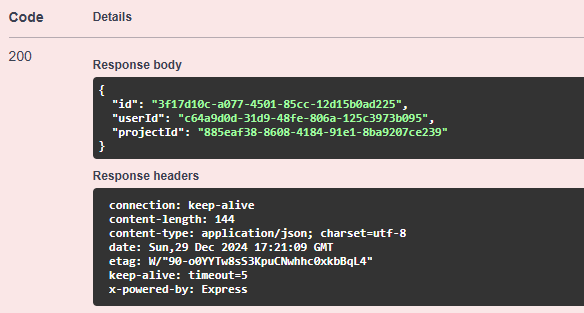 Code Details
200
Response body
{
  "id": "3f17d10c-a077-4501-85cc-12d15b0ad225",
  "userId": "c64a9d0d-31d9-48fe-806a-125c3973b095",
  "projectId": "885eaf38-8608-4184-91e1-8ba9207ce239"
}
Response headers
connection: keep-alive
content-length: 144
content-type: application/json; charset=utf-8
date: Sun,29 Dec 2024 17:21:09 GMT
etag: W/"90-o0YYTw8sS3KpuCNwhhc0xkbBqL4"
keep-alive: timeout=5
x-powered-by: Express